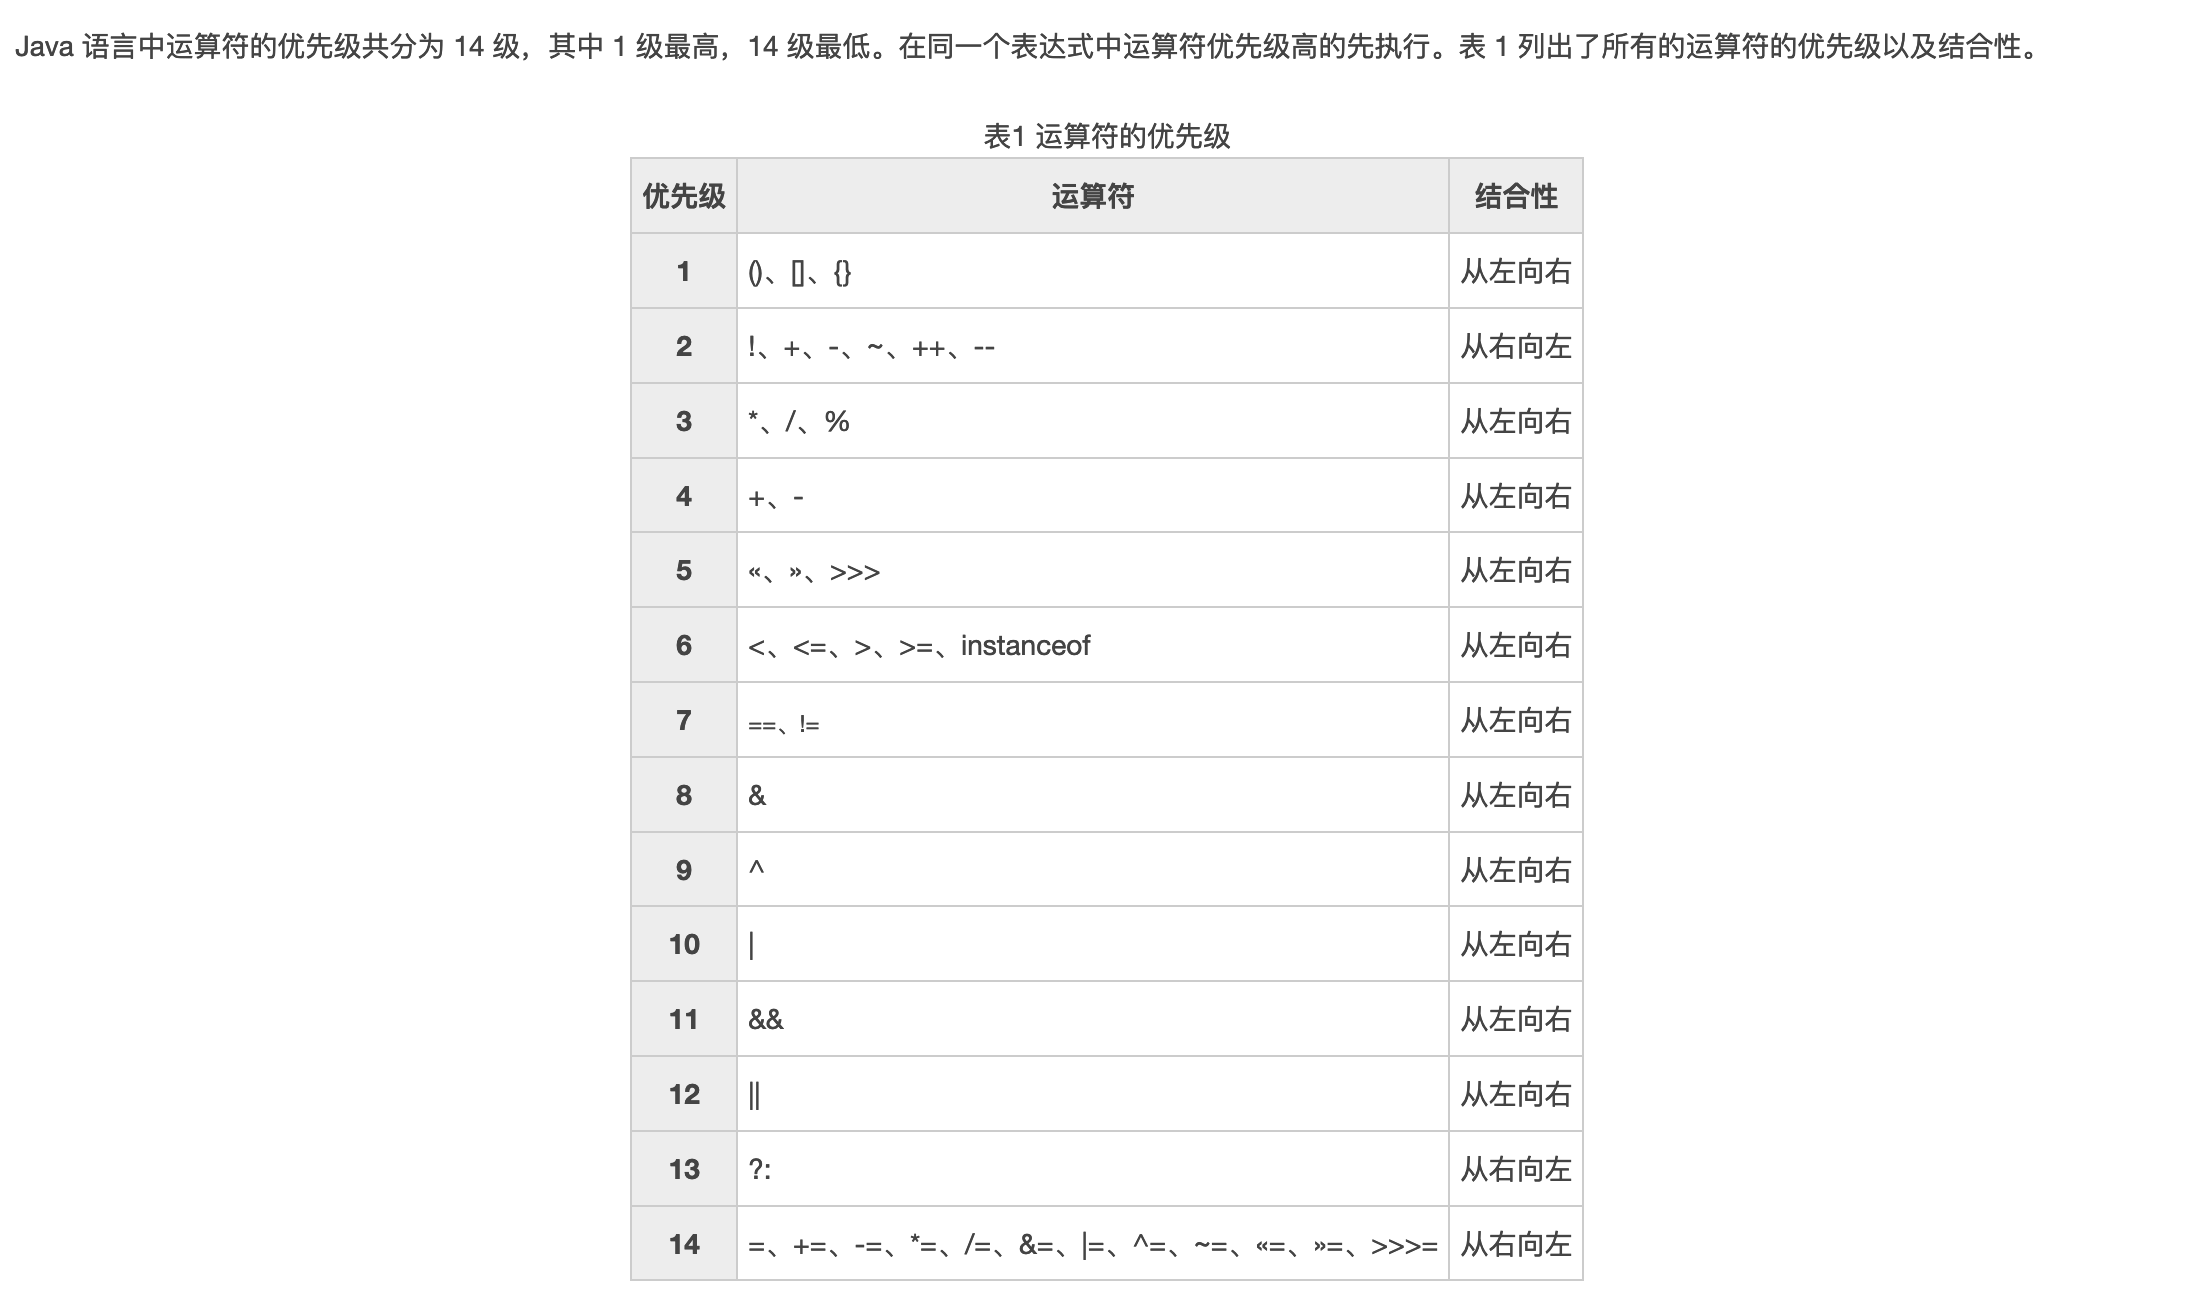 Java 语言中运算符的优先级共分为 14 级，其中 1 级最高，14 级最低。在同一个表达式中运算符优先级高的先执行。表 1 列出了所有的运算符的优先级以及结合性。
表1 运算符的优先级
优先级 运算符 结合性
1 ()、[]、{} 从左向右
2 !、+、-、~、++、-- 从右向左
3 *、/、% 从左向右
4 +、- 从左向右
5 «、»、>>> 从左向右
6 <、<=、>、>=、instanceof 从左向右
7 ==、!= 从左向右
8 & 从左向右
9 ^ 从左向右
10 | 从左向右
11 && 从左向右
12 || 从左向右
13 ?: 从右向左
14 =、+=、-=、*=、/=、&=、|=、^=、~=、«=、»=、>>>= 从右向左